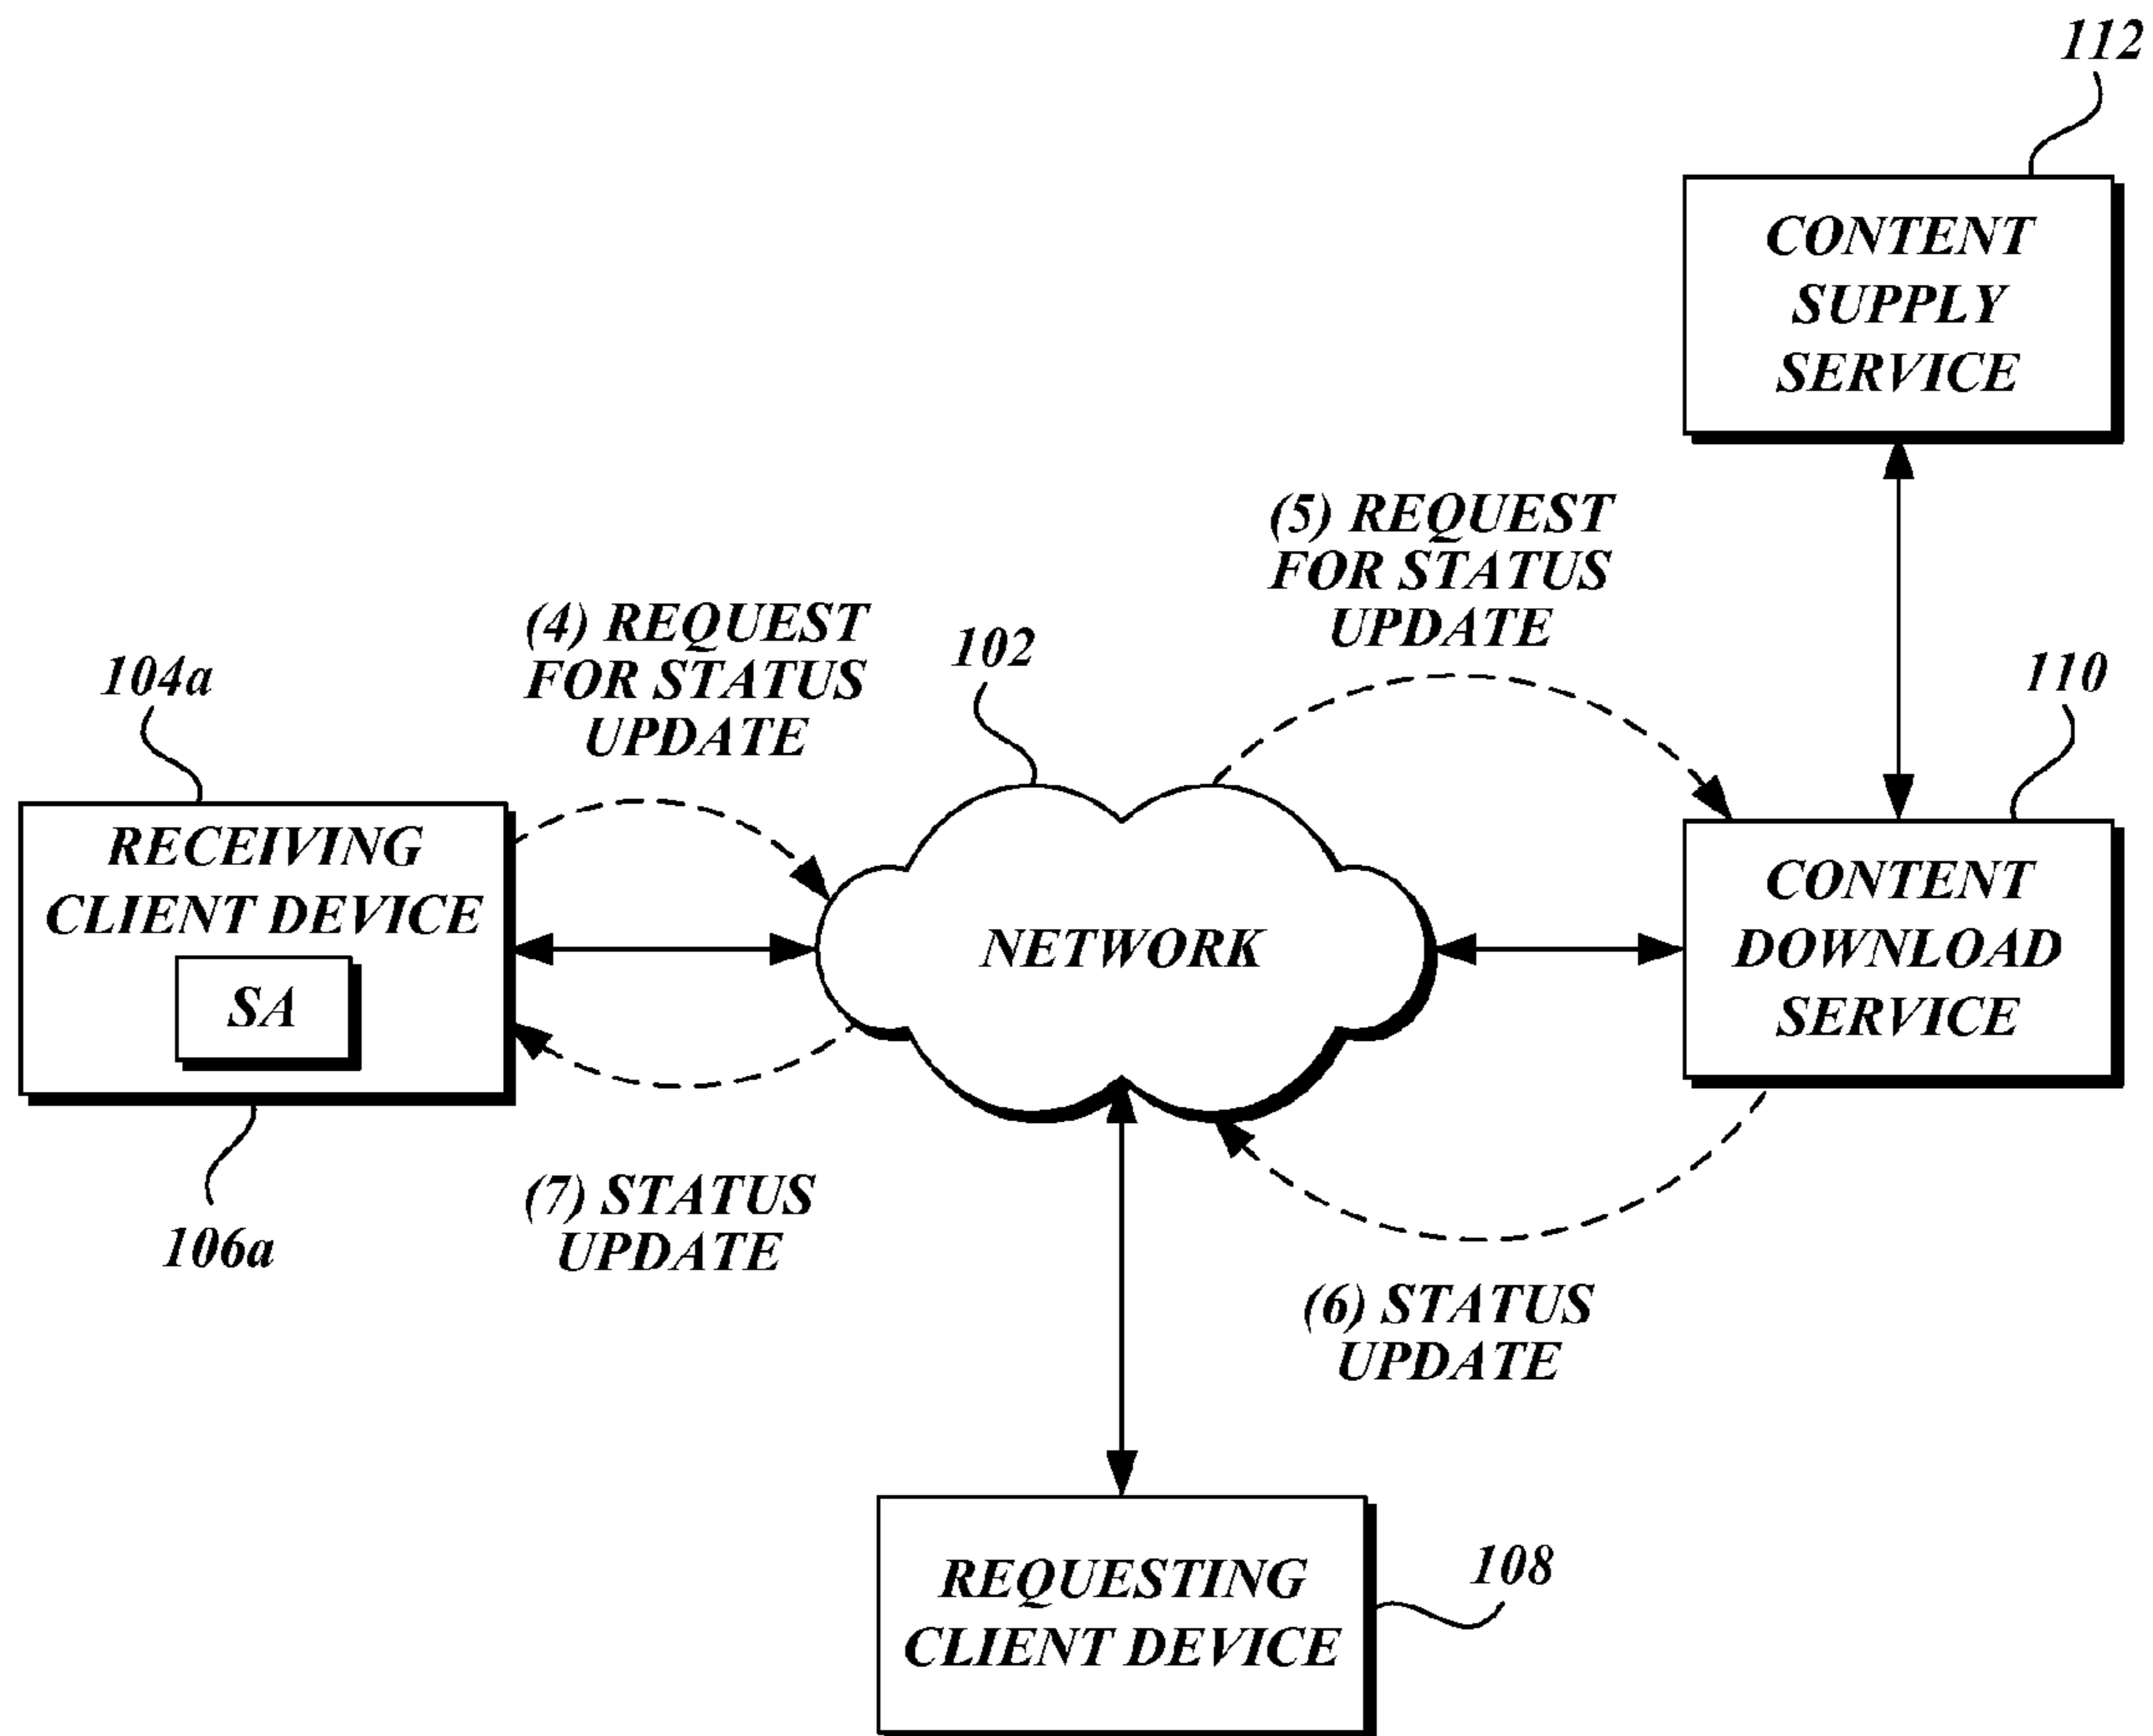 112
CONTENT
SUPPLY
SERVICE
(5) REQUEST
FOR STATUS
UPDATE
(4) REQUEST
FOR STATUS
UPDATE
102
104a
110
RECEIVING
CLIENT DEVICE
SA
NETWORK
CONTENT
DOWNLOAD
SERVICE
106a
(7) STATUS
UPDATE
(6) STATUS
UPDATE
REQUESTING
CLIENT DEVICE
108